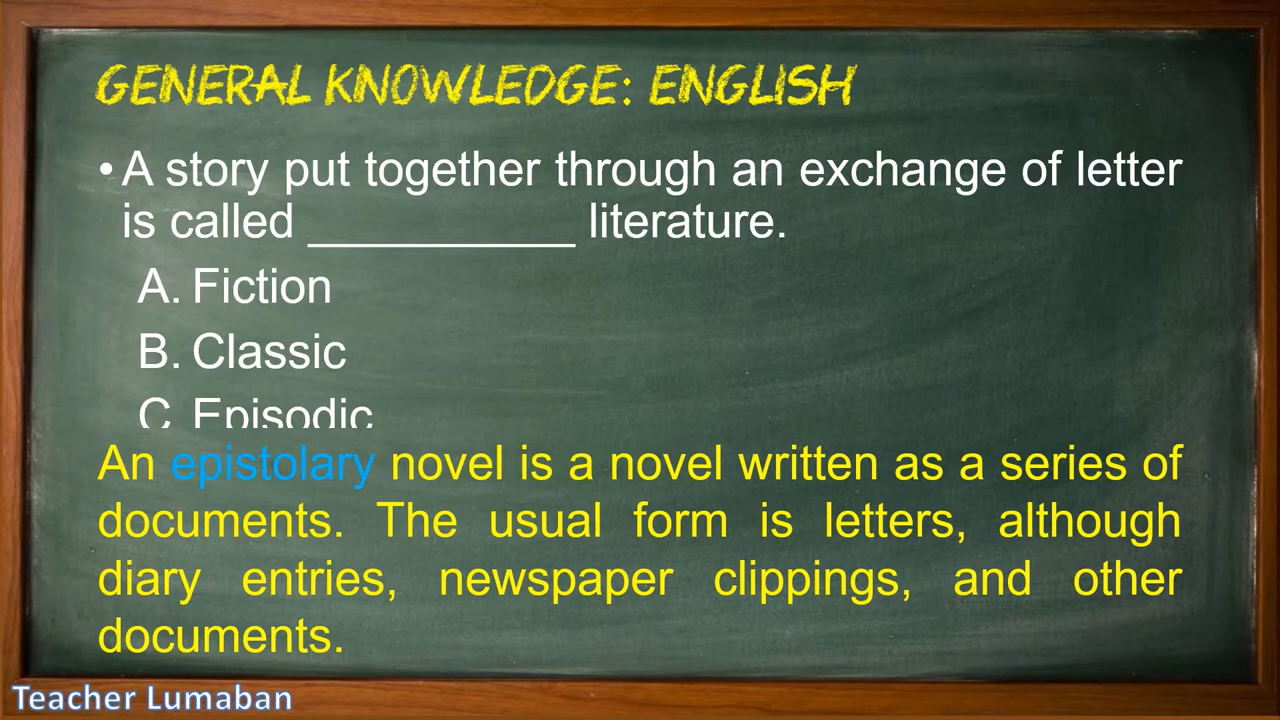 GENERAL KNOWLEDGE: ENGLISH
• A story put together through an exchange of letter
is called ___________ literature.
A. Fiction
B. Classic
C. Episodic
An epistolary novel is a novel written as a series of
documents. The usual form is letters, although
diary entries, newspaper clippings, and other
documents.
Teacher Lumaban